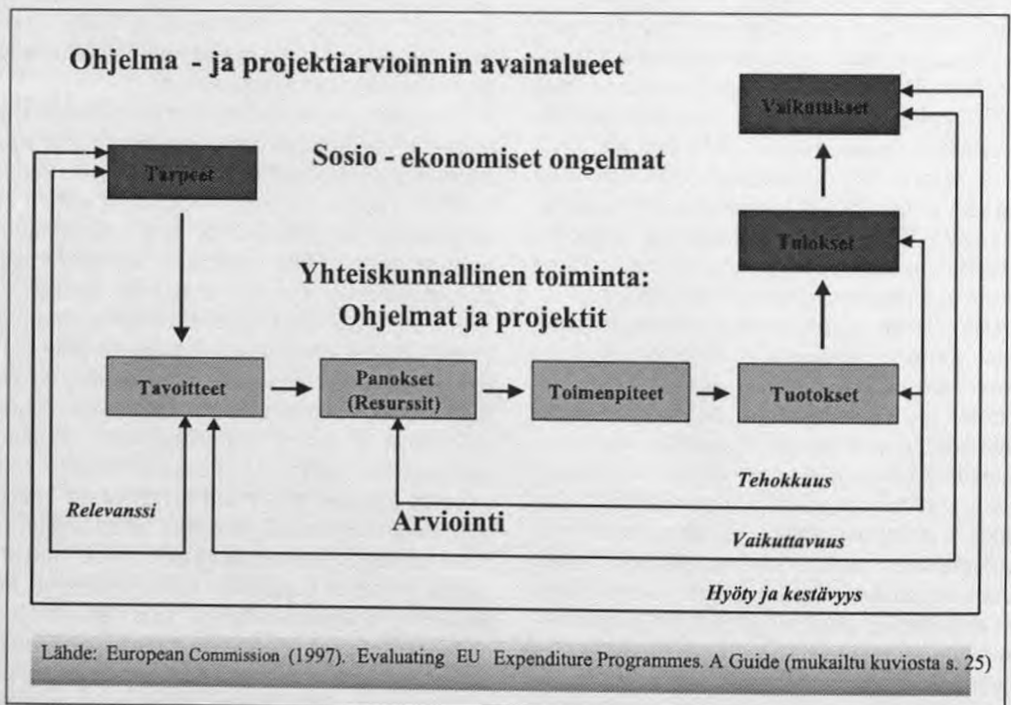 Ohjelma - ja projektiarvioinnin avainalueet
Vaikutukset
Sosio - ekonomiset ongelmat
Tarpeet
Tulokset
Yhteiskunnallinen toiminta:
Ohjelmat ja projektit
Tavoitteet
Panokset
(Resurssit)
Toimenpiteet
Tuotokset
Tehokkuus
Relevanssi
Arviointi
Vaikuttavuus
Hyöty ja kestävyys
Lähde: European Commission (1997). Evaluating EU Expenditure Programmes. A Guide (mukailtu kuviosta s. 25)